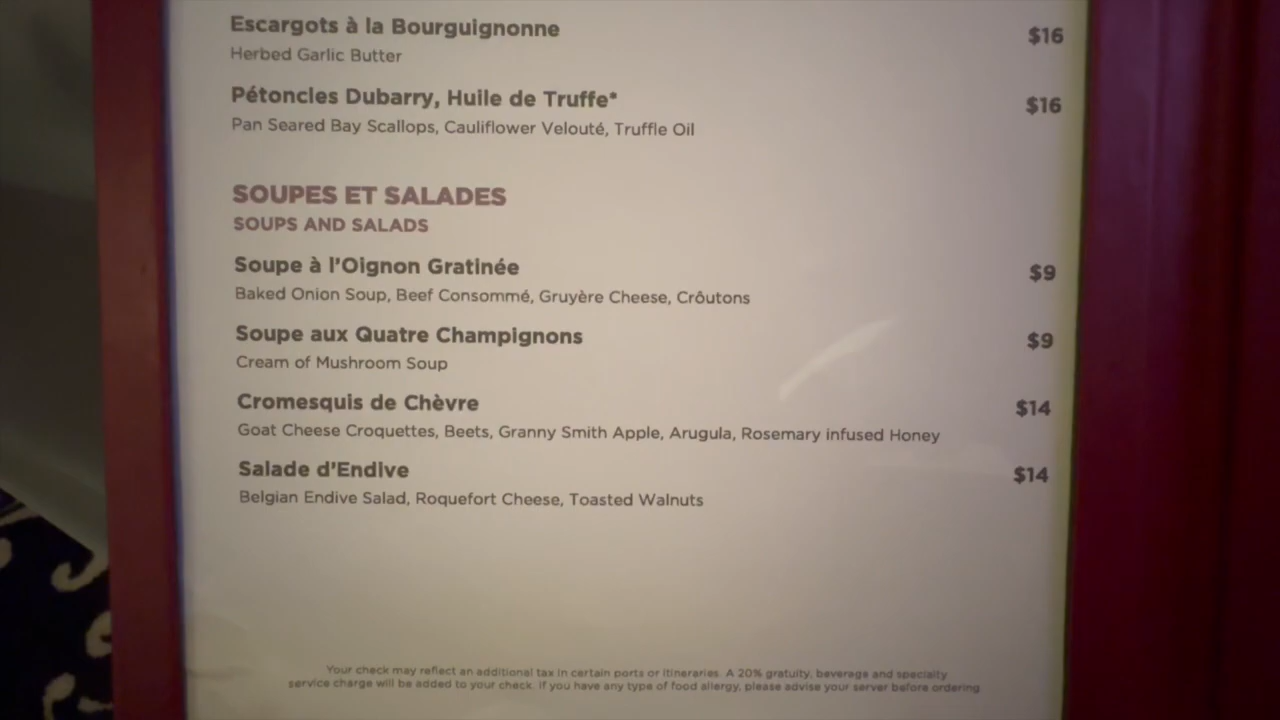 Escargots à la Bourguignonne $16
Herbed Garlic Butter
Pétoncles Dubarry, Huile de Truffe* $16
Pan Seared Bay Scallops, Cauliflower Velouté, Truffle Oil
SOUPES ET SALADES
SOUPS AND SALADS
Soupe à l'Oignon Gratinée $9
Baked Onion Soup, Beef Consommé, Gruyère Cheese, Crôutons
Soupe aux Quatre Champignons $9
Cream of Mushroom Soup
Cromesquis de Chèvre $14
Goat Cheese Croquettes, Beets, Granny Smith Apple, Arugula, Rosemary infused Honey
Salade d'Endive $14
Belgian Endive Salad, Roquefort Cheese, Toasted Walnuts
Your check may reflect an additional tax in certain ports or itineraries. A 20% gratuity, beverage and specialty
service charge will be added to your check. If you have any type of food allergy, please advise your server before ordering